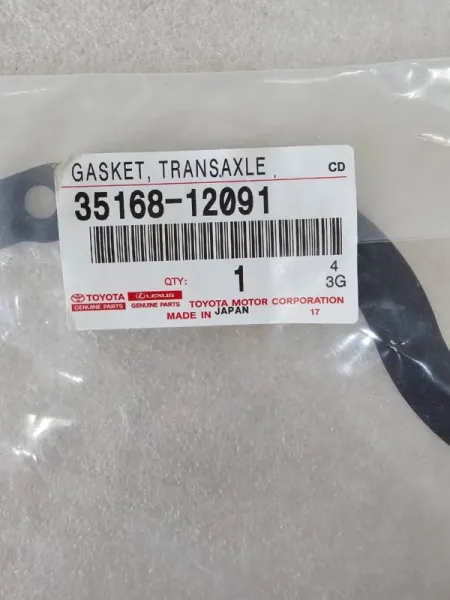 GASKET, TRANSAXLE CD
35168-12091
QTY: 1 4
3G
TOYOTA LEXUS TOYOTA MOTOR CORPORATION
GENUINE PARTS GENUINE PARTS
MADE IN JAPAN 17